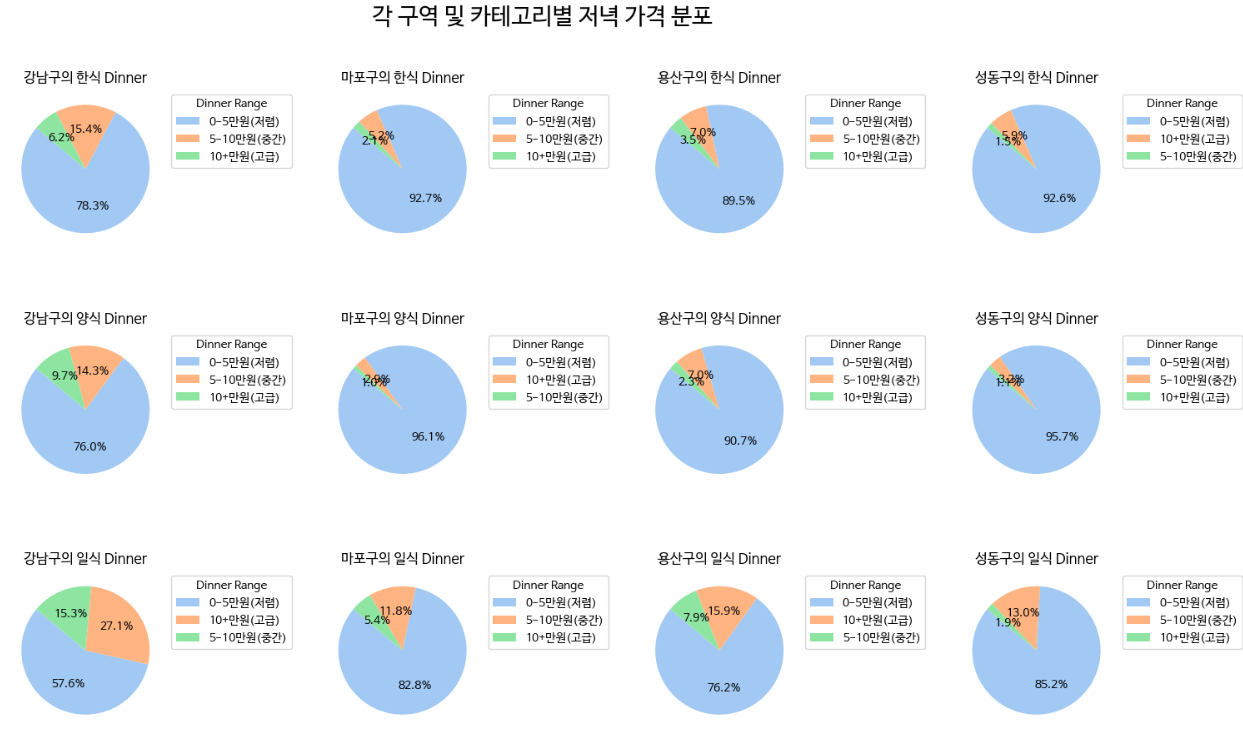 각 구역 및 카테고리별 저녁 가격 분포
강남구의 한식 Dinner
Dinner Range
0-5만원(저렴)
5-10만원(중간)
10+만원(고급)
6.2%
15.4%
78.3%
마포구의 한식 Dinner
Dinner Range
0-5만원(저렴)
5-10만원(중간)
10+만원(고급)
5.2%
2.1%
92.7%
용산구의 한식 Dinner
Dinner Range
0-5만원(저렴)
5-10만원(중간)
10+만원(고급)
7.0%
3.5%
89.5%
성동구의 한식 Dinner
Dinner Range
0-5만원(저렴)
10+만원(고급)
5-10만원(중간)
5.9%
1.5%
92.6%
강남구의 양식 Dinner
Dinner Range
0-5만원(저렴)
5-10만원(중간)
10+만원(고급)
9.7%
14.3%
76.0%
마포구의 양식 Dinner
Dinner Range
0-5만원(저렴)
10+만원(고급)
5-10만원(중간)
2.9%
1.0%
96.1%
용산구의 양식 Dinner
Dinner Range
0-5만원(저렴)
5-10만원(중간)
10+만원(고급)
7.0%
2.3%
90.7%
성동구의 양식 Dinner
Dinner Range
0-5만원(저렴)
5-10만원(중간)
10+만원(고급)
3.2%
1.1%
95.7%
강남구의 일식 Dinner
Dinner Range
0-5만원(저렴)
10+만원(고급)
5-10만원(중간)
15.3%
27.1%
57.6%
마포구의 일식 Dinner
Dinner Range
0-5만원(저렴)
5-10만원(중간)
10+만원(고급)
11.8%
5.4%
82.8%
용산구의 일식 Dinner
Dinner Range
0-5만원(저렴)
10+만원(고급)
5-10만원(중간)
15.9%
7.9%
76.2%
성동구의 일식 Dinner
Dinner Range
0-5만원(저렴)
5-10만원(중간)
10+만원(고급)
13.0%
1.9%
85.2%